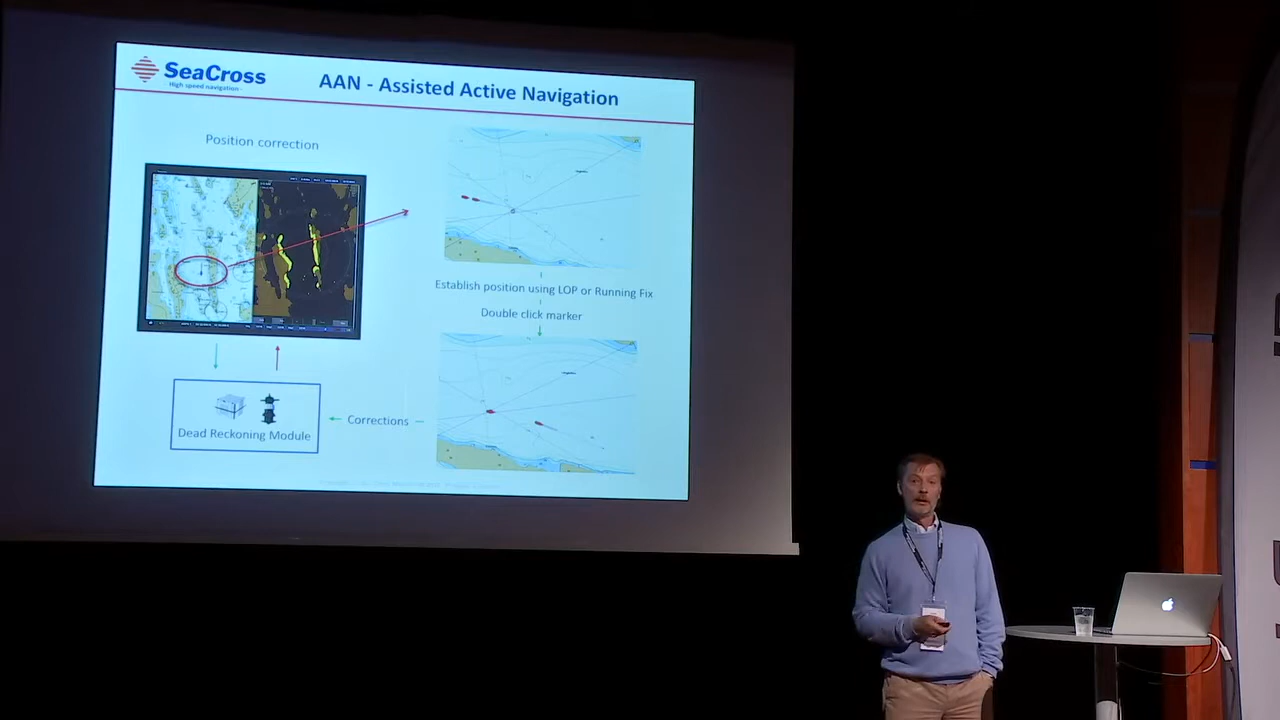 SeaCross
- High speed navigation -
AAN - Assisted Active Navigation
Position correction
Establish position using LOP or Running Fix
Double click marker
Corrections
Dead Reckoning Module